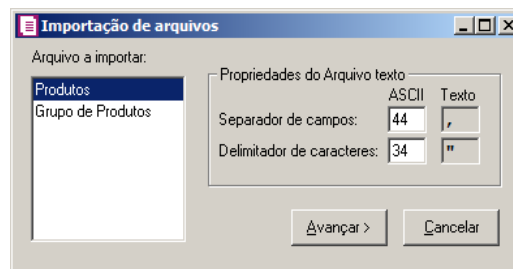 Importação de arquivos
Arquivo a importar:
Produtos
Grupo de Produtos
Propriedades do Arquivo texto
ASCII Texto
Separador de campos: 44 ,
Delimitador de caracteres: 34 "
Avançar > Cancelar